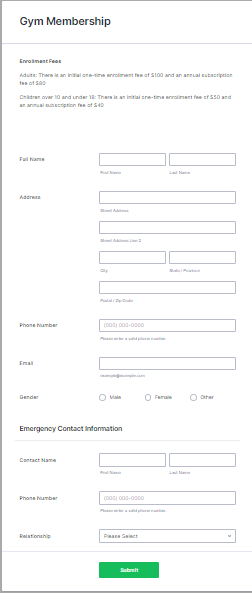 Gym Membership
Enrollment Fees
Adults: There is an initial one-time enrollment fee of $100 and an annual subscription
fee of $80
Children over 10 and under 18: There is an initial one-time enrollment fee of $50 and
an annual subscription fee of $40
Full Name
First Name Last Name
Address
Street Address
Street Address Line 2
City State / Province
Postal / Zip Code
Phone Number (000) 000-0000
Please enter a valid phone number.
Email
example@example.com
Gender Male Female Other
Emergency Contact Information
Contact Name
First Name Last Name
Phone Number (000) 000-0000
Please enter a valid phone number.
Relationship Please Select
Submit